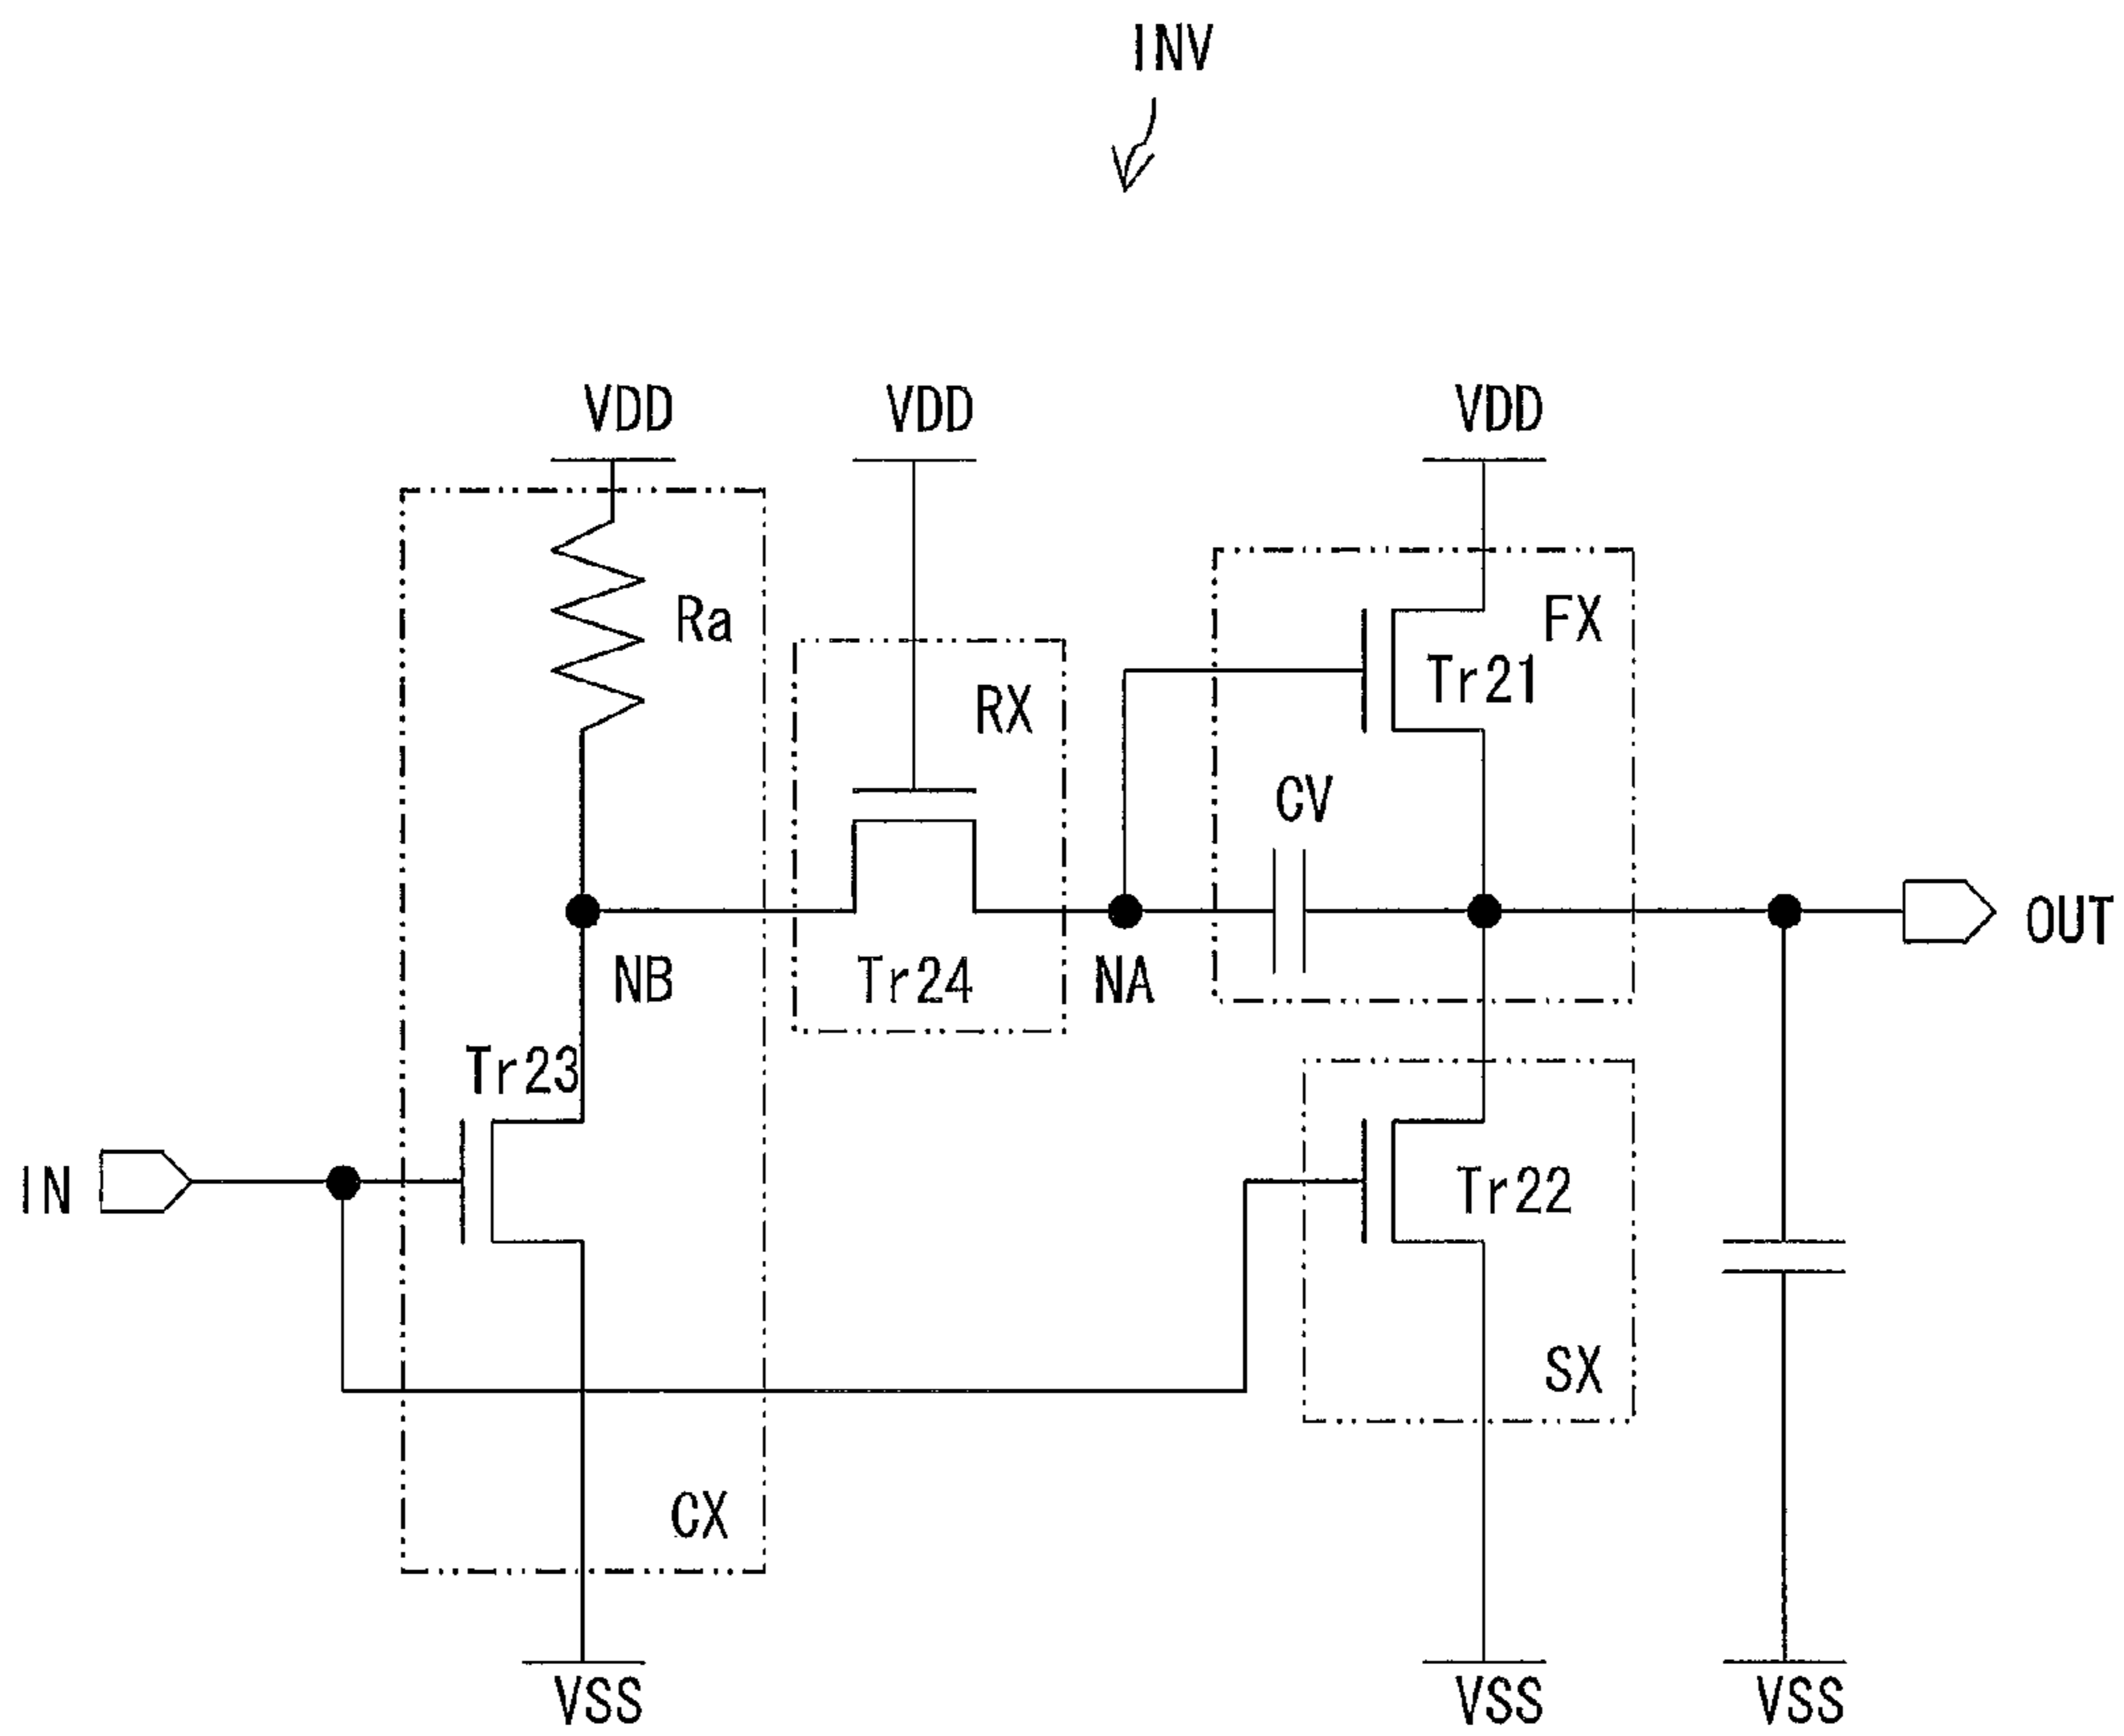 INV
VDD
VDD
VDD
Ra
FX
Tr21
RX
CV
OUT
NB
Tr24
NA
Tr23
IN
Tr22
SX
CX
VSS
VSS
VSS